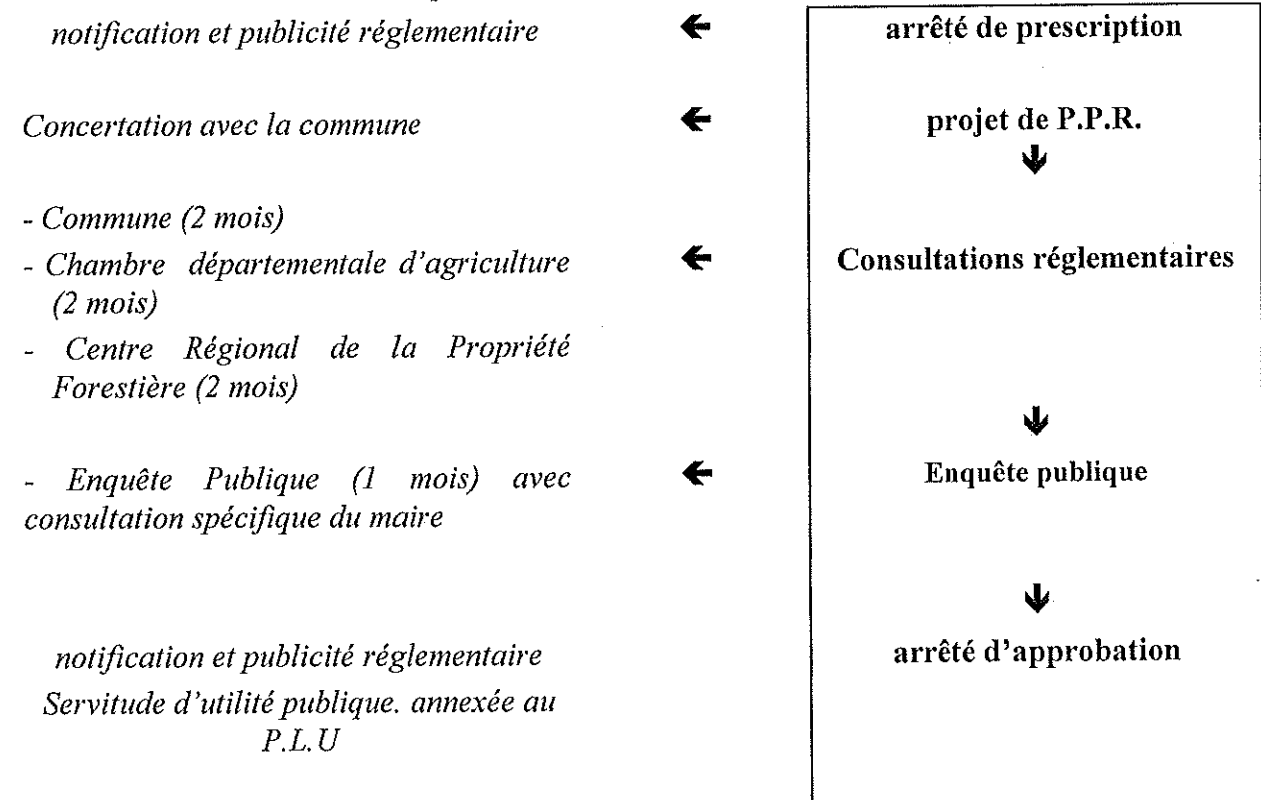 notification et publicité réglementaire ← arrêté de prescription
Concertation avec la commune ← projet de P.P.R.
↓
- Commune (2 mois)
- Chambre départementale d'agriculture ← Consultations réglementaires
(2 mois)
- Centre Régional de la Propriété
Forestière (2 mois)
↓
- Enquête Publique (1 mois) avec ← Enquête publique
consultation spécifique du maire
↓
notification et publicité réglementaire arrêté d'approbation
Servitude d'utilité publique. annexée au
P.L.U